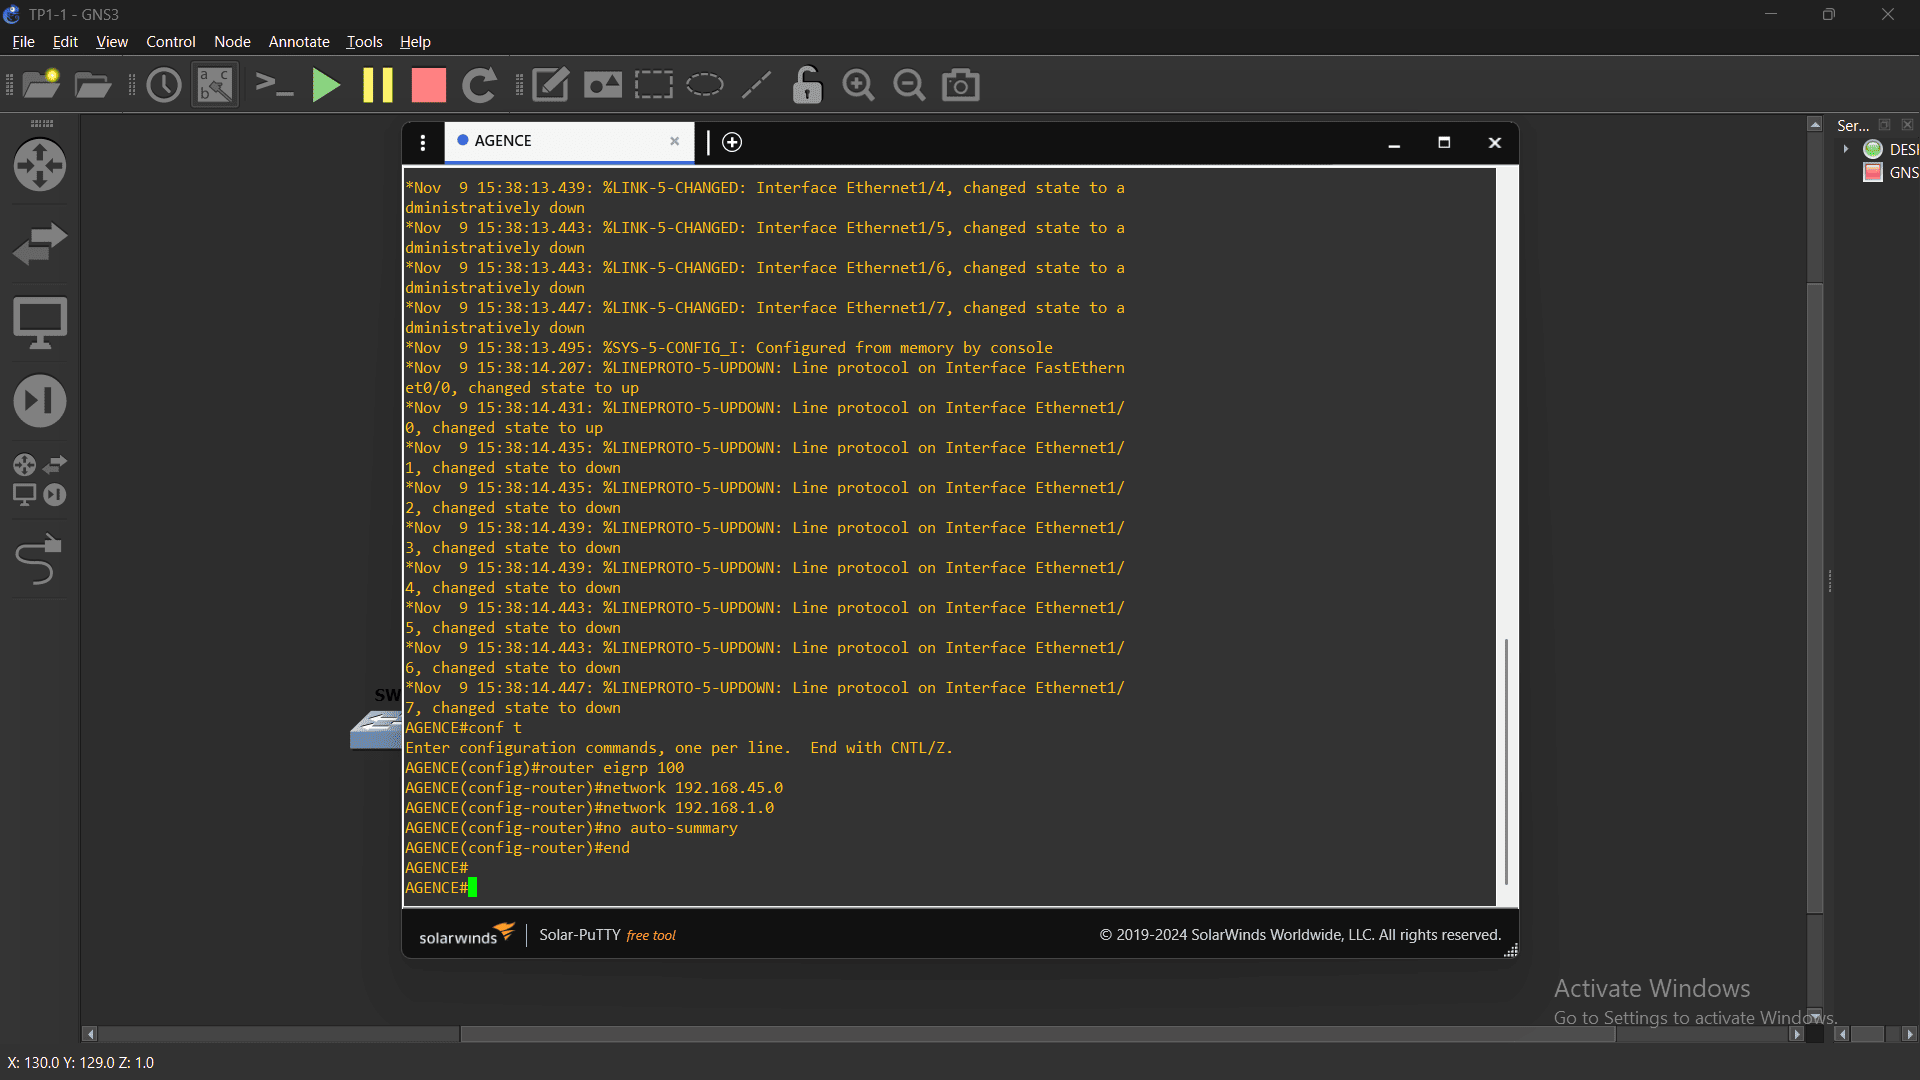 TP1-1 - GNS3
File Edit View Control Node Annotate Tools Help
AGENCE
Ser...
DESI
GNS
*Nov  9 15:38:13.439: %LINK-5-CHANGED: Interface Ethernet1/4, changed state to a
dministratively down
*Nov  9 15:38:13.443: %LINK-5-CHANGED: Interface Ethernet1/5, changed state to a
dministratively down
*Nov  9 15:38:13.443: %LINK-5-CHANGED: Interface Ethernet1/6, changed state to a
dministratively down
*Nov  9 15:38:13.447: %LINK-5-CHANGED: Interface Ethernet1/7, changed state to a
dministratively down
*Nov  9 15:38:13.495: %SYS-5-CONFIG_I: Configured from memory by console
*Nov  9 15:38:14.207: %LINEPROTO-5-UPDOWN: Line protocol on Interface FastEthern
et0/0, changed state to up
*Nov  9 15:38:14.431: %LINEPROTO-5-UPDOWN: Line protocol on Interface Ethernet1/
0, changed state to up
*Nov  9 15:38:14.435: %LINEPROTO-5-UPDOWN: Line protocol on Interface Ethernet1/
1, changed state to down
*Nov  9 15:38:14.435: %LINEPROTO-5-UPDOWN: Line protocol on Interface Ethernet1/
2, changed state to down
*Nov  9 15:38:14.439: %LINEPROTO-5-UPDOWN: Line protocol on Interface Ethernet1/
3, changed state to down
*Nov  9 15:38:14.439: %LINEPROTO-5-UPDOWN: Line protocol on Interface Ethernet1/
4, changed state to down
*Nov  9 15:38:14.443: %LINEPROTO-5-UPDOWN: Line protocol on Interface Ethernet1/
5, changed state to down
*Nov  9 15:38:14.443: %LINEPROTO-5-UPDOWN: Line protocol on Interface Ethernet1/
6, changed state to down
*Nov  9 15:38:14.447: %LINEPROTO-5-UPDOWN: Line protocol on Interface Ethernet1/
7, changed state to down
AGENCE#conf t
Enter configuration commands, one per line.  End with CNTL/Z.
AGENCE(config)#router eigrp 100
AGENCE(config-router)#network 192.168.45.0
AGENCE(config-router)#network 192.168.1.0
AGENCE(config-router)#no auto-summary
AGENCE(config-router)#end
AGENCE#
AGENCE#
SW
solarwinds
Solar-PuTTY free tool
© 2019-2024 SolarWinds Worldwide, LLC. All rights reserved.
Activate Windows
Go to Settings to activate Windows.
X: 130.0 Y: 129.0 Z: 1.0